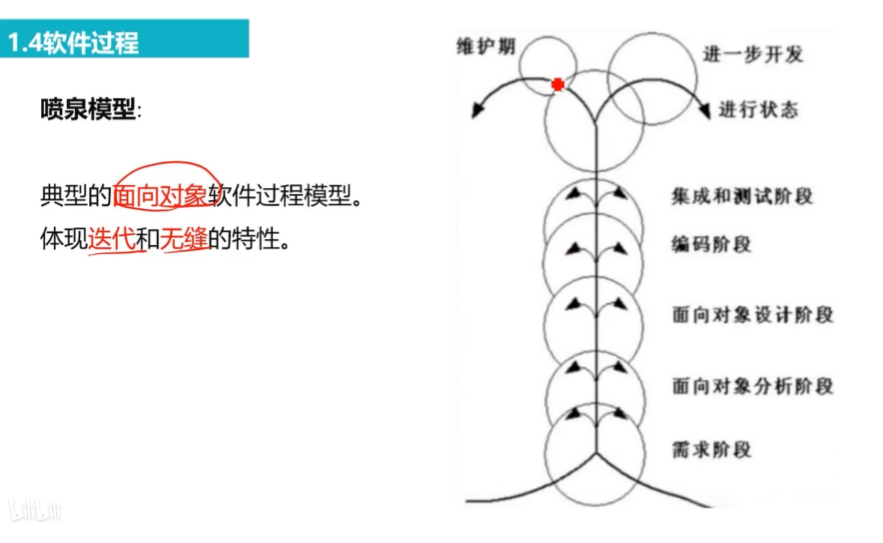 1.4软件过程
喷泉模型:
典型的面向对象软件过程模型。
体现迭代和无缝的特性。
维护期
进一步开发
进行状态
集成和测试阶段
编码阶段
面向对象设计阶段
面向对象分析阶段
需求阶段
bilibili